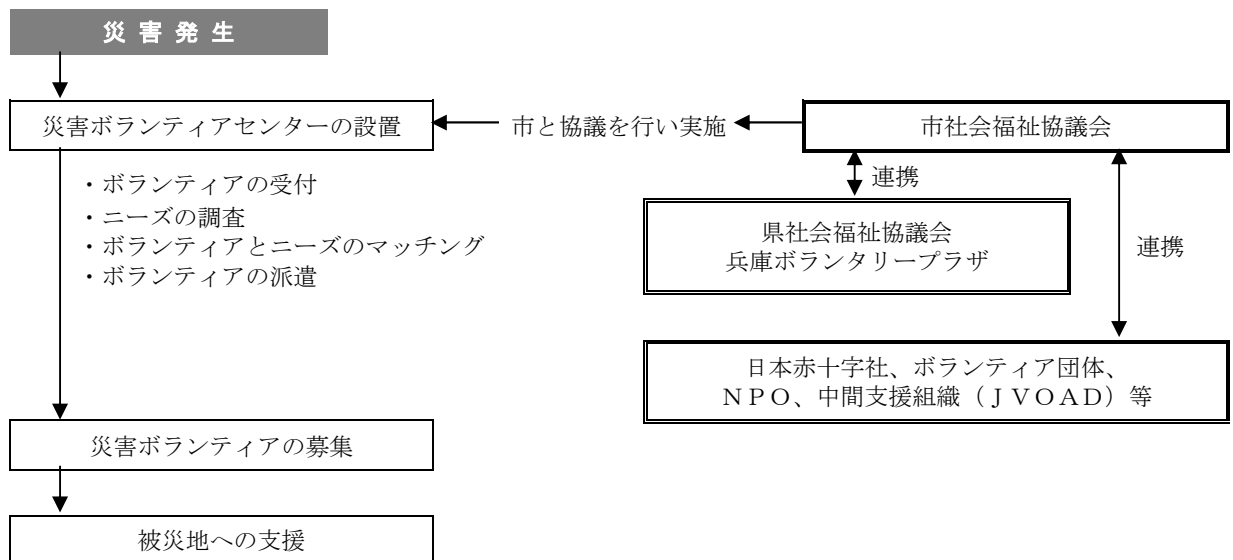 災害発生
災害ボランティアセンターの設置
市と協議を行い実施
市社会福祉協議会
・ボランティアの受付
・ニーズの調査
・ボランティアとニーズのマッチング
・ボランティアの派遣
連携
県社会福祉協議会
兵庫ボランタリープラザ
連携
日本赤十字社、ボランティア団体、
ＮＰＯ、中間支援組織（ＪＶＯＡＤ）等
災害ボランティアの募集
被災地への支援